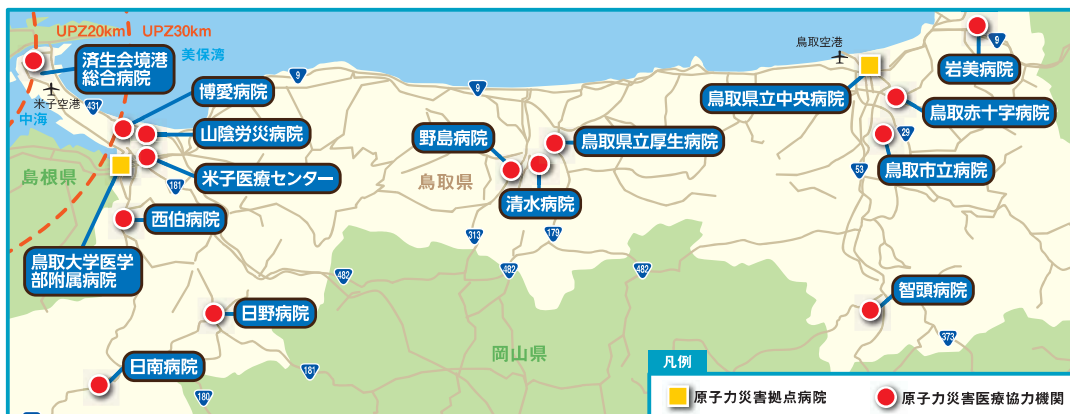 UPZ20km
UPZ30km
済生会境港
総合病院
美保湾
米子空港
中海
431
9
9
9
博愛病院
山陰労災病院
米子医療センター
島根県
181
西伯病院
鳥取大学医学
部附属病院
日野病院
日南病院
野島病院
鳥取県立厚生病院
鳥取県
清水病院
313
179
482
482
482
岡山県
181
180
鳥取空港
鳥取県立中央病院
岩美病院
鳥取赤十字病院
29
鳥取市立病院
53
智頭病院
373
凡例
原子力災害拠点病院
原子力災害医療協力機関